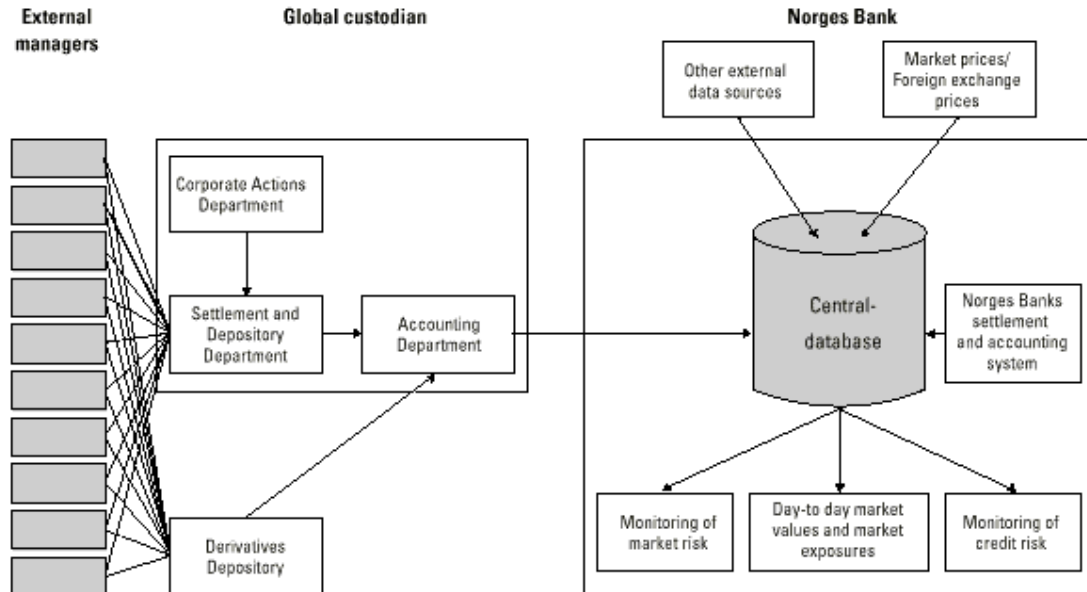 External
managers
Global custodian
Norges Bank
Other external
data sources
Market prices/
Foreign exchange
prices
Corporate Actions
Department
Settlement and
Depository
Department
Accounting
Department
Central-
database
Norges Banks
settlement
and accounting
system
Derivatives
Depository
Monitoring of
market risk
Day-to day market
values and market
exposures
Monitoring of
credit risk